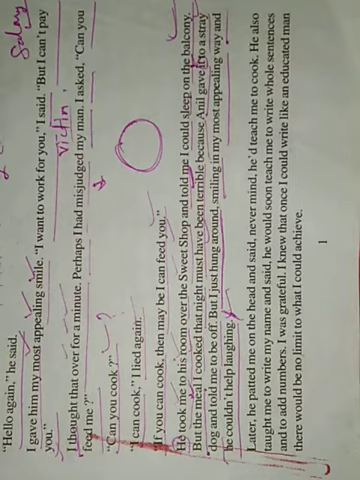 "Hello again," he said.
I gave him my most appealing smile. "I want to work for you," I said. "But I can't pay
you."
I thought that over for a minute. Perhaps I had misjudged my man. I asked, "Can you
feed me ?"
"Can you cook ?"
"I can cook," I lied again.
"If you can cook, then may be I can feed you."
He took me to his room over the Sweet Shop and told me I could sleep on the balcony.
But the meal I cooked that night must have been terrible because Anil gave it to a stray
dog and told me to be off. But I just hung around, smiling in my most appealing way and
he couldn't help laughing.
Later, he patted me on the head and said, never mind, he'd teach me to cook. He also
taught me to write my name and said, he would soon teach me to write whole sentences
and to add numbers. I was grateful. I knew that once I could write like an educated man
there would be no limit to what I could achieve.
1
Salary
victim